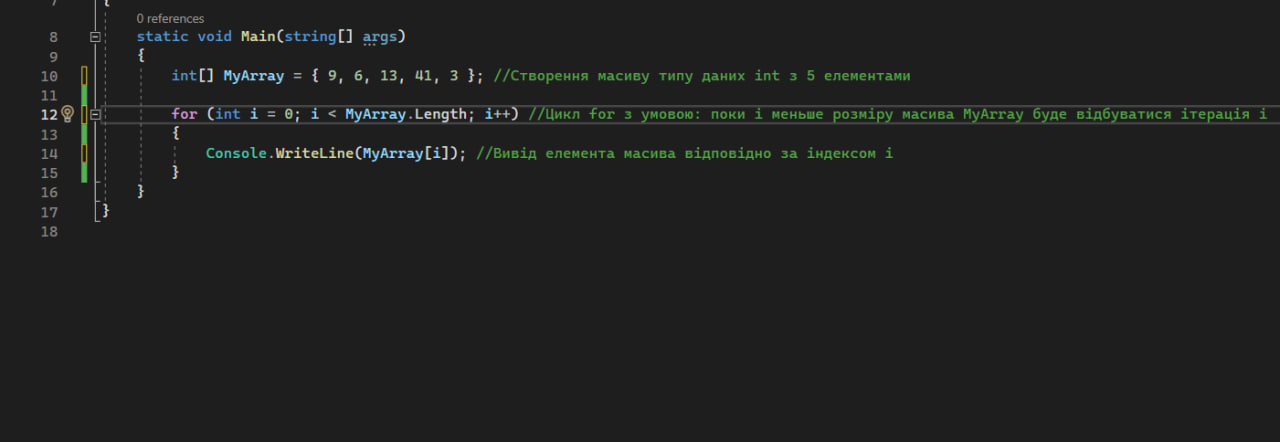 7 {
0 references
8 static void Main(string[] args)
9 {
10 int[] MyArray = { 9, 6, 13, 41, 3 }; //Створення масиву типу даних int з 5 елементами
11
12 for (int i = 0; i < MyArray.Length; i++) //Цикл for з умовою: поки i меньше розміру масива MyArray буде відбуватися ітерація i
13 {
14 Console.WriteLine(MyArray[i]); //Вивід елемента масива відповідно за індексом i
15 }
16 }
17 }
18